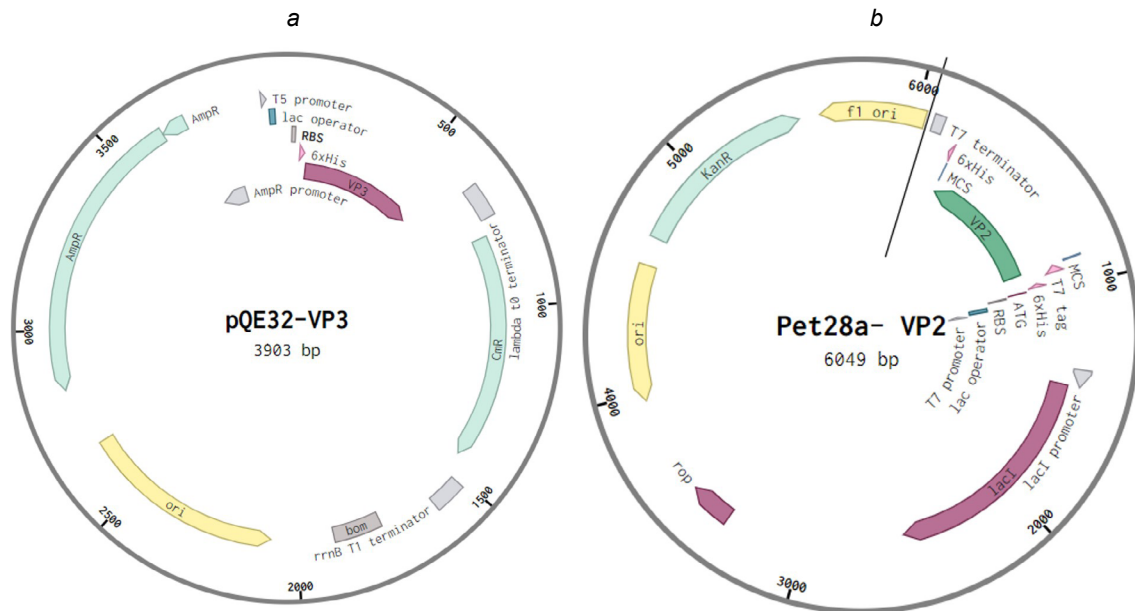 a
T5 promoter
lac operator
RBS
6xHis
VP3
AmpR promoter
AmpR
AmpR
500
lambda t0 terminator
1000
CmR
1500
rrnB T1 terminator
bom
2000
ori
2500
3000
3500
pQE32-VP3
3903 bp
b
6000
f1 ori
T7 terminator
6xHis
MCS
VP2
1000
MCS
T7 tag
6xHis
ATG
RBS
lac operator
T7 promoter
lacI promoter
lacI
2000
3000
rop
4000
ori
KanR
5000
Pet28a- VP2
6049 bp